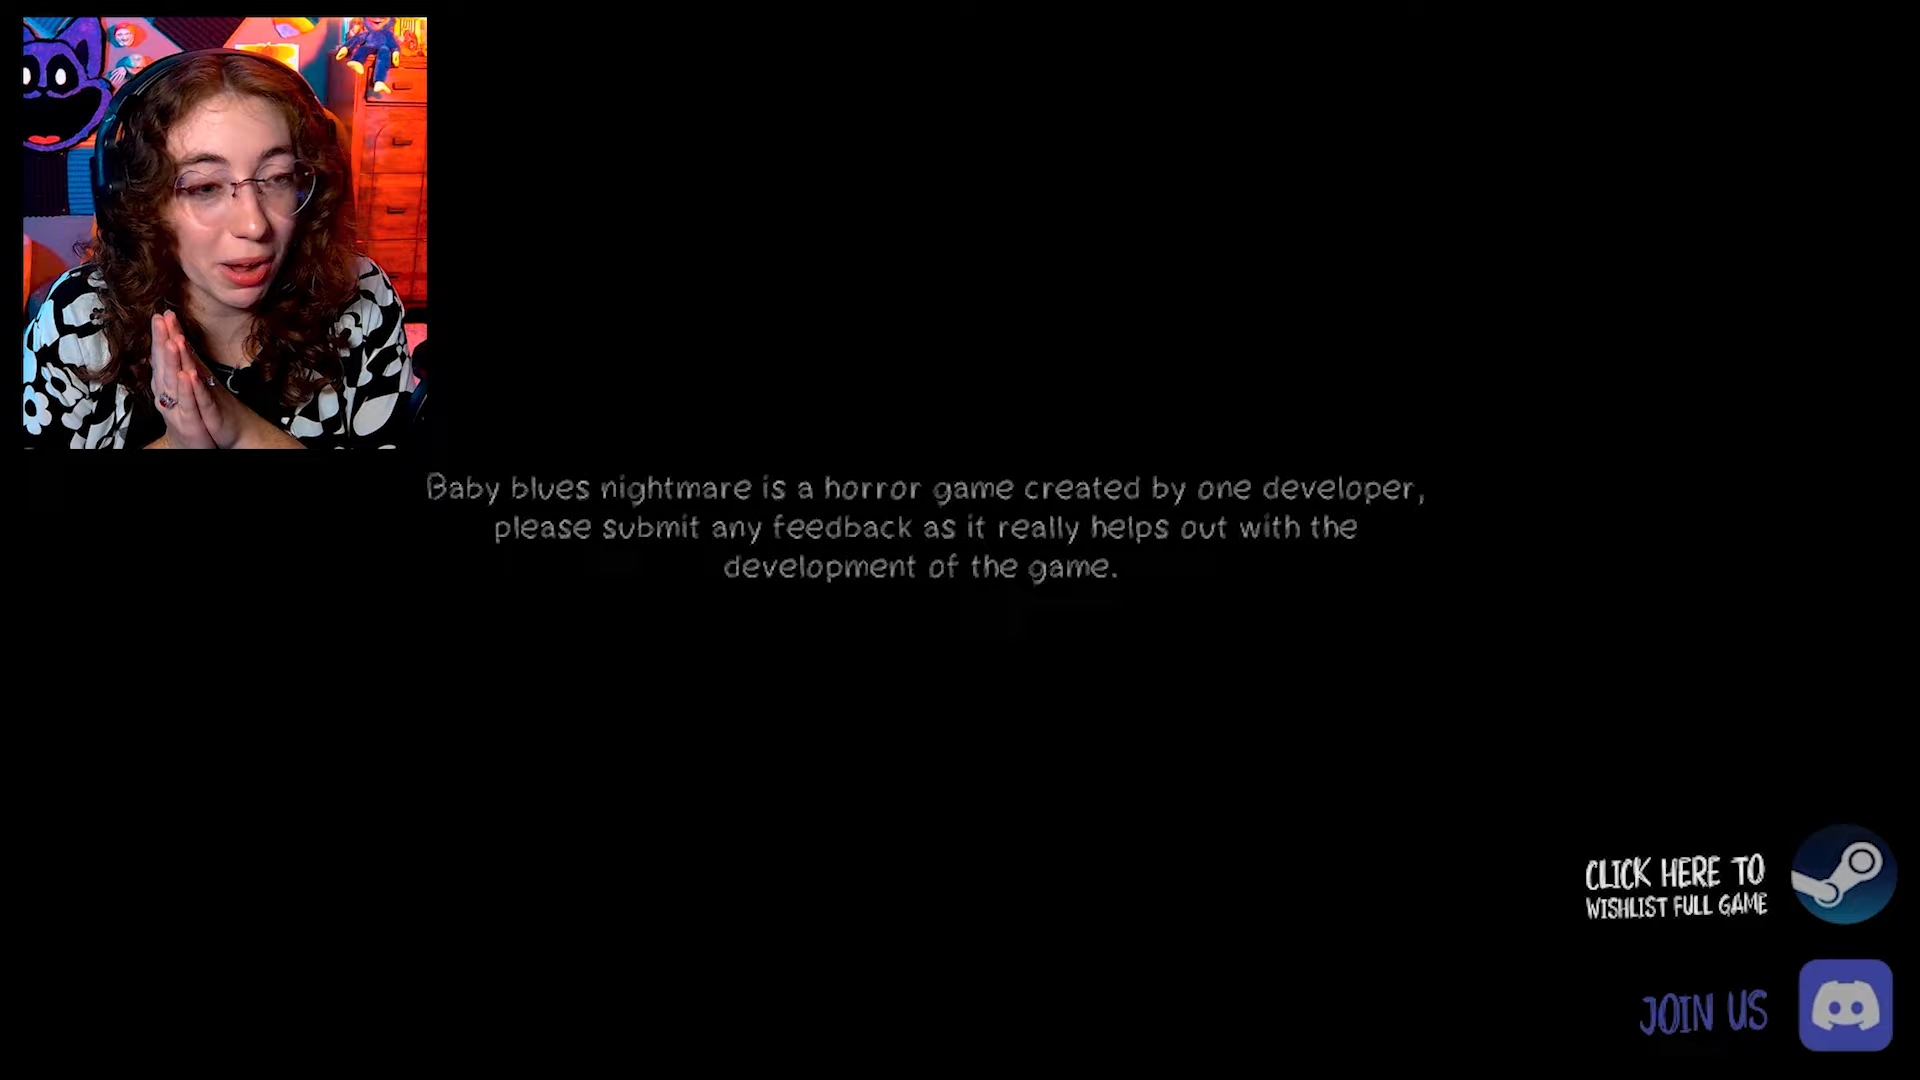 Baby blues nightmare is a horror game created by one developer,
please submit any feedback as it really helps out with the
development of the game.
CLICK HERE TO
WISHLIST FULL GAME
JOIN US